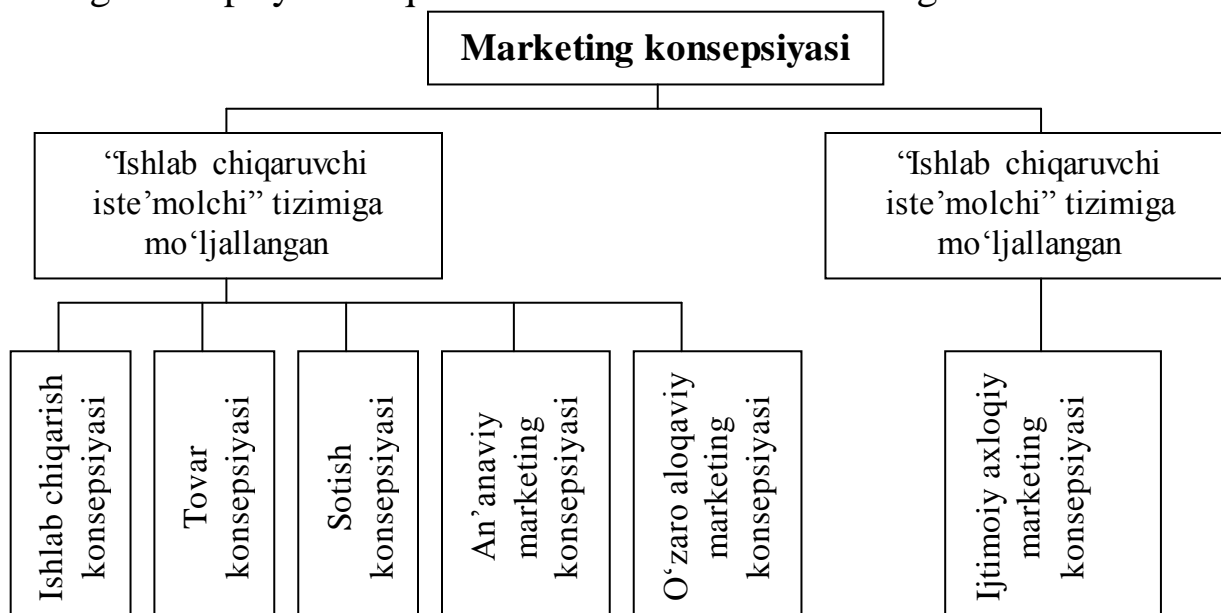 Marketing konsepsiyasi
“Ishlab chiqaruvchi
iste’molchi” tizimiga
mo‘ljallangan
“Ishlab chiqaruvchi
iste’molchi” tizimiga
mo‘ljallangan
Ishlab chiqarish
konsepsiyasi
Tovar
konsepsiyasi
Sotish
konsepsiyasi
An’anaviy
marketing
konsepsiyasi
O‘zaro aloqaviy
marketing
marketing
konsepsiyasi
Ijtimoiy axloqiy
marketing
konsepsiyasi